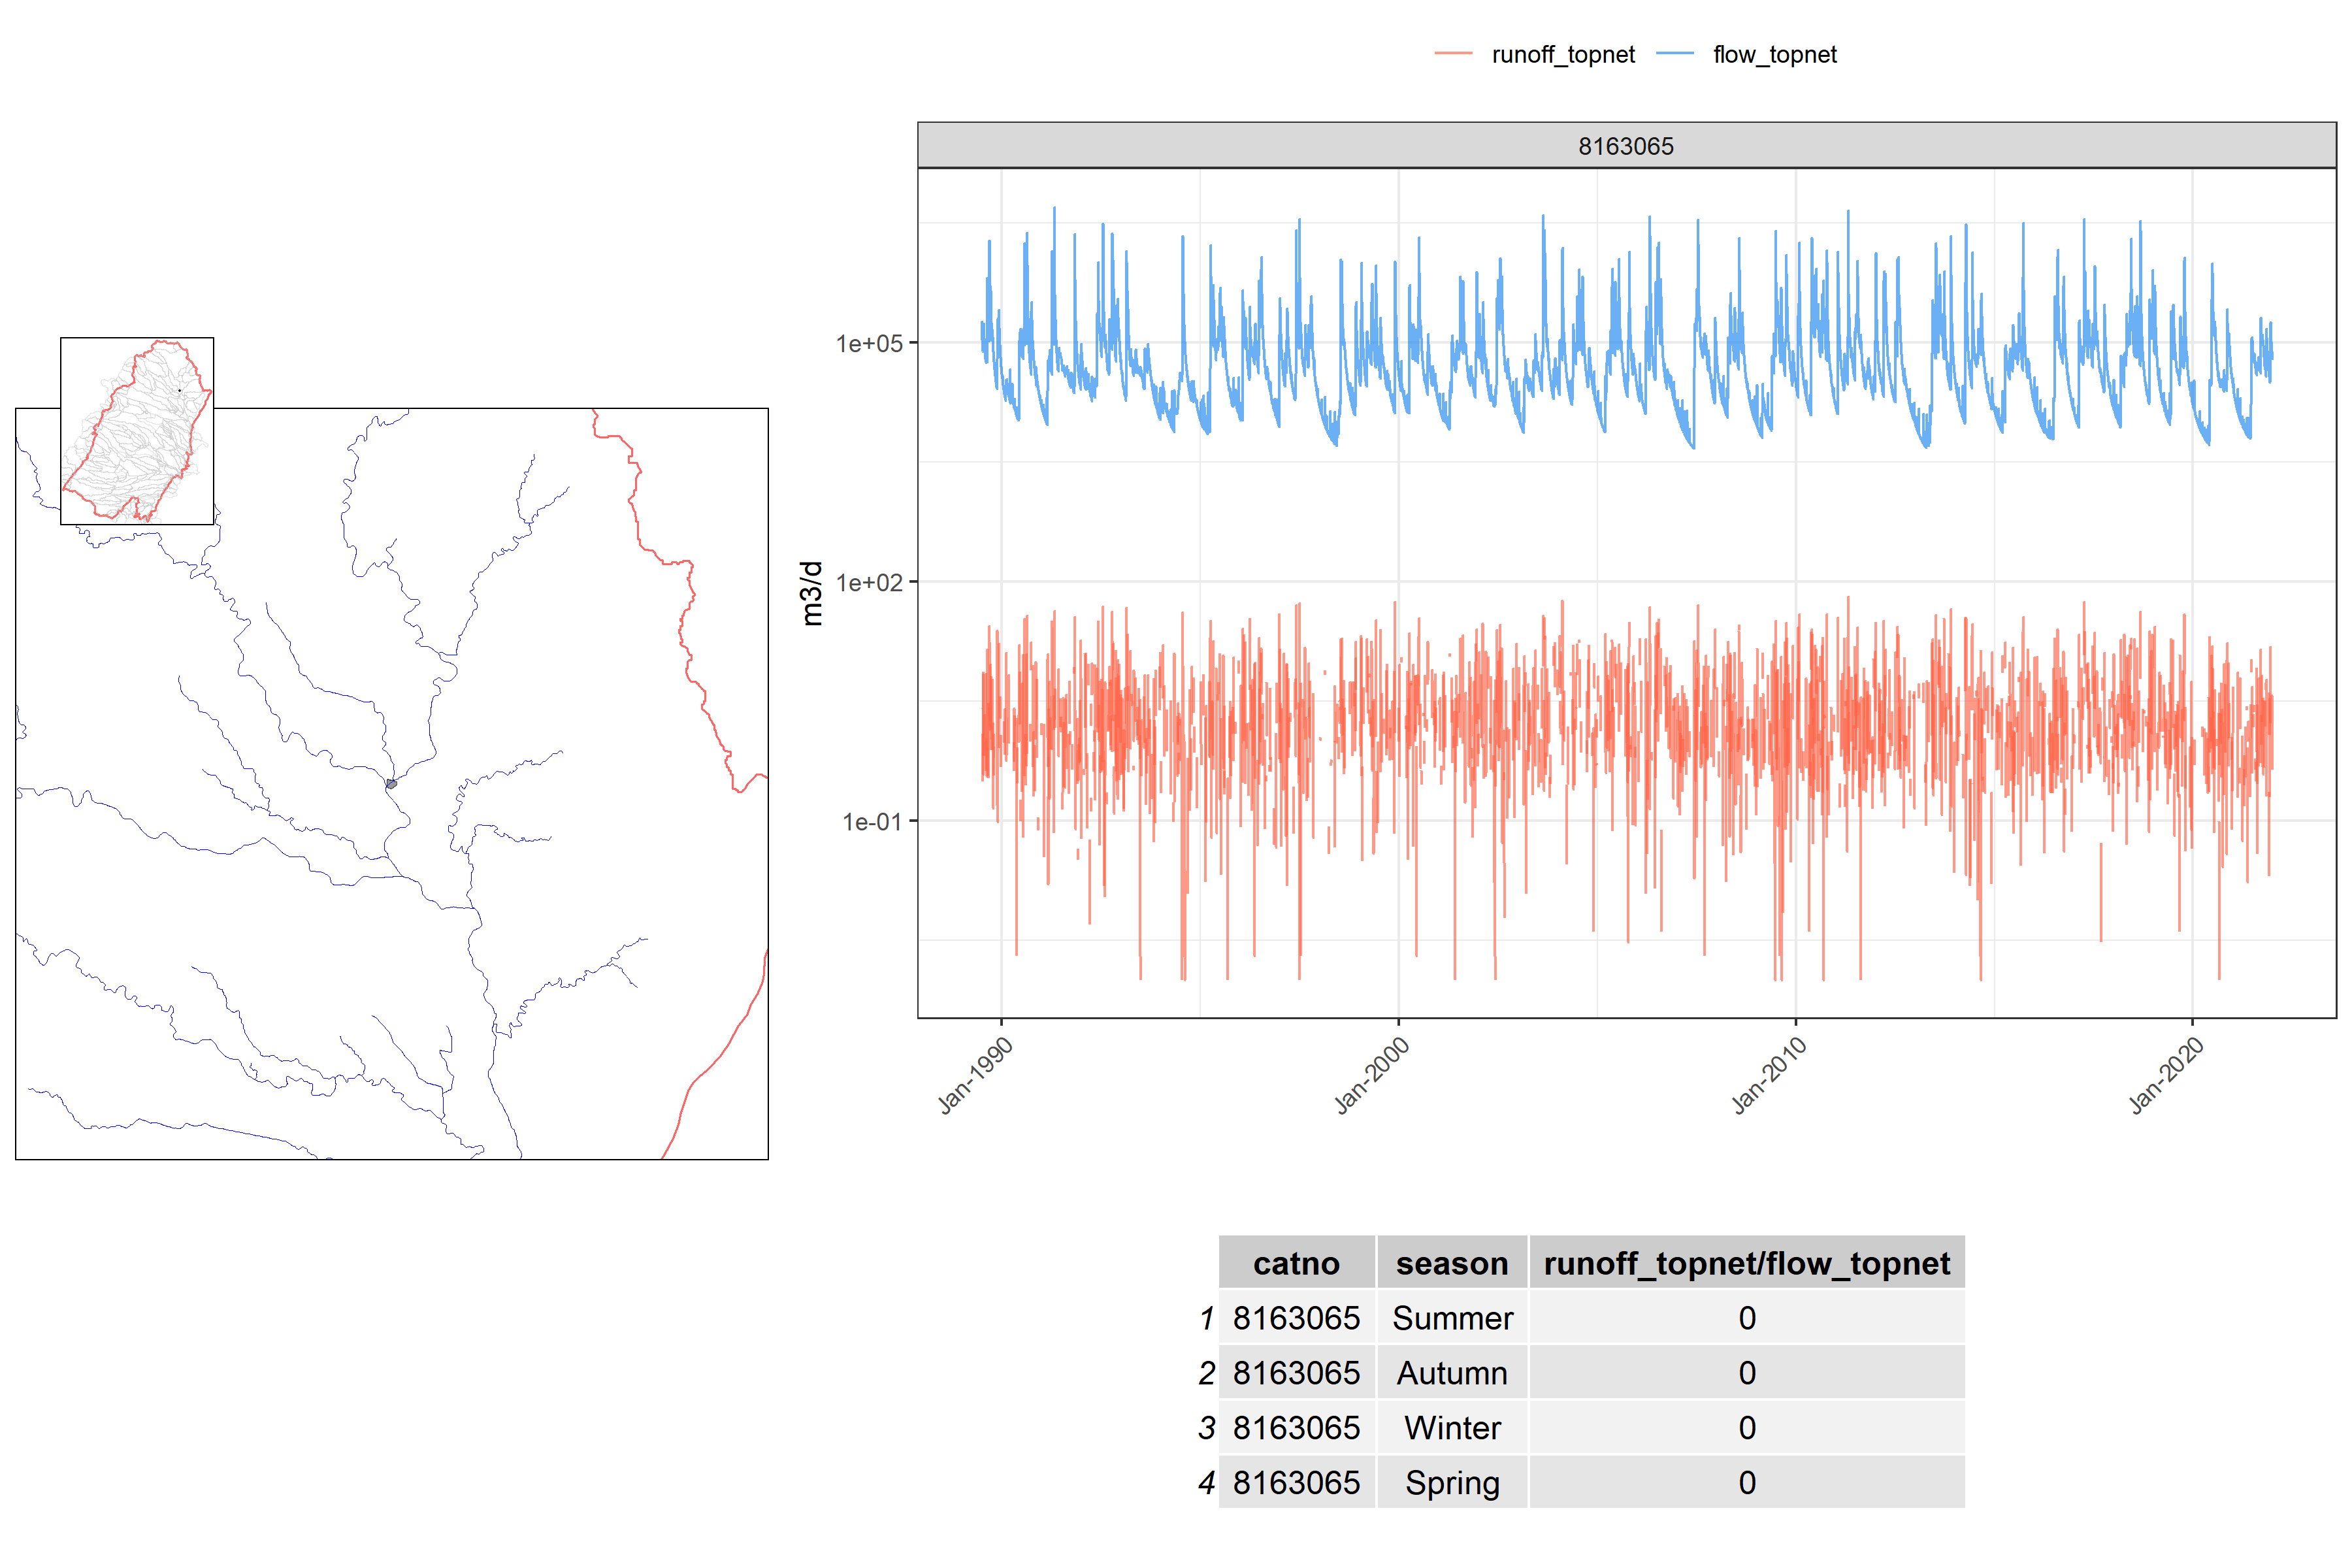 runoff_topnet flow_topnet
8163065
m3/d
1e+05
1e+02
1e-01
Jan-1990 Jan-2000 Jan-2010 Jan-2020
catno season runoff_topnet/flow_topnet
1 8163065 Summer 0
2 8163065 Autumn 0
3 8163065 Winter 0
4 8163065 Spring 0